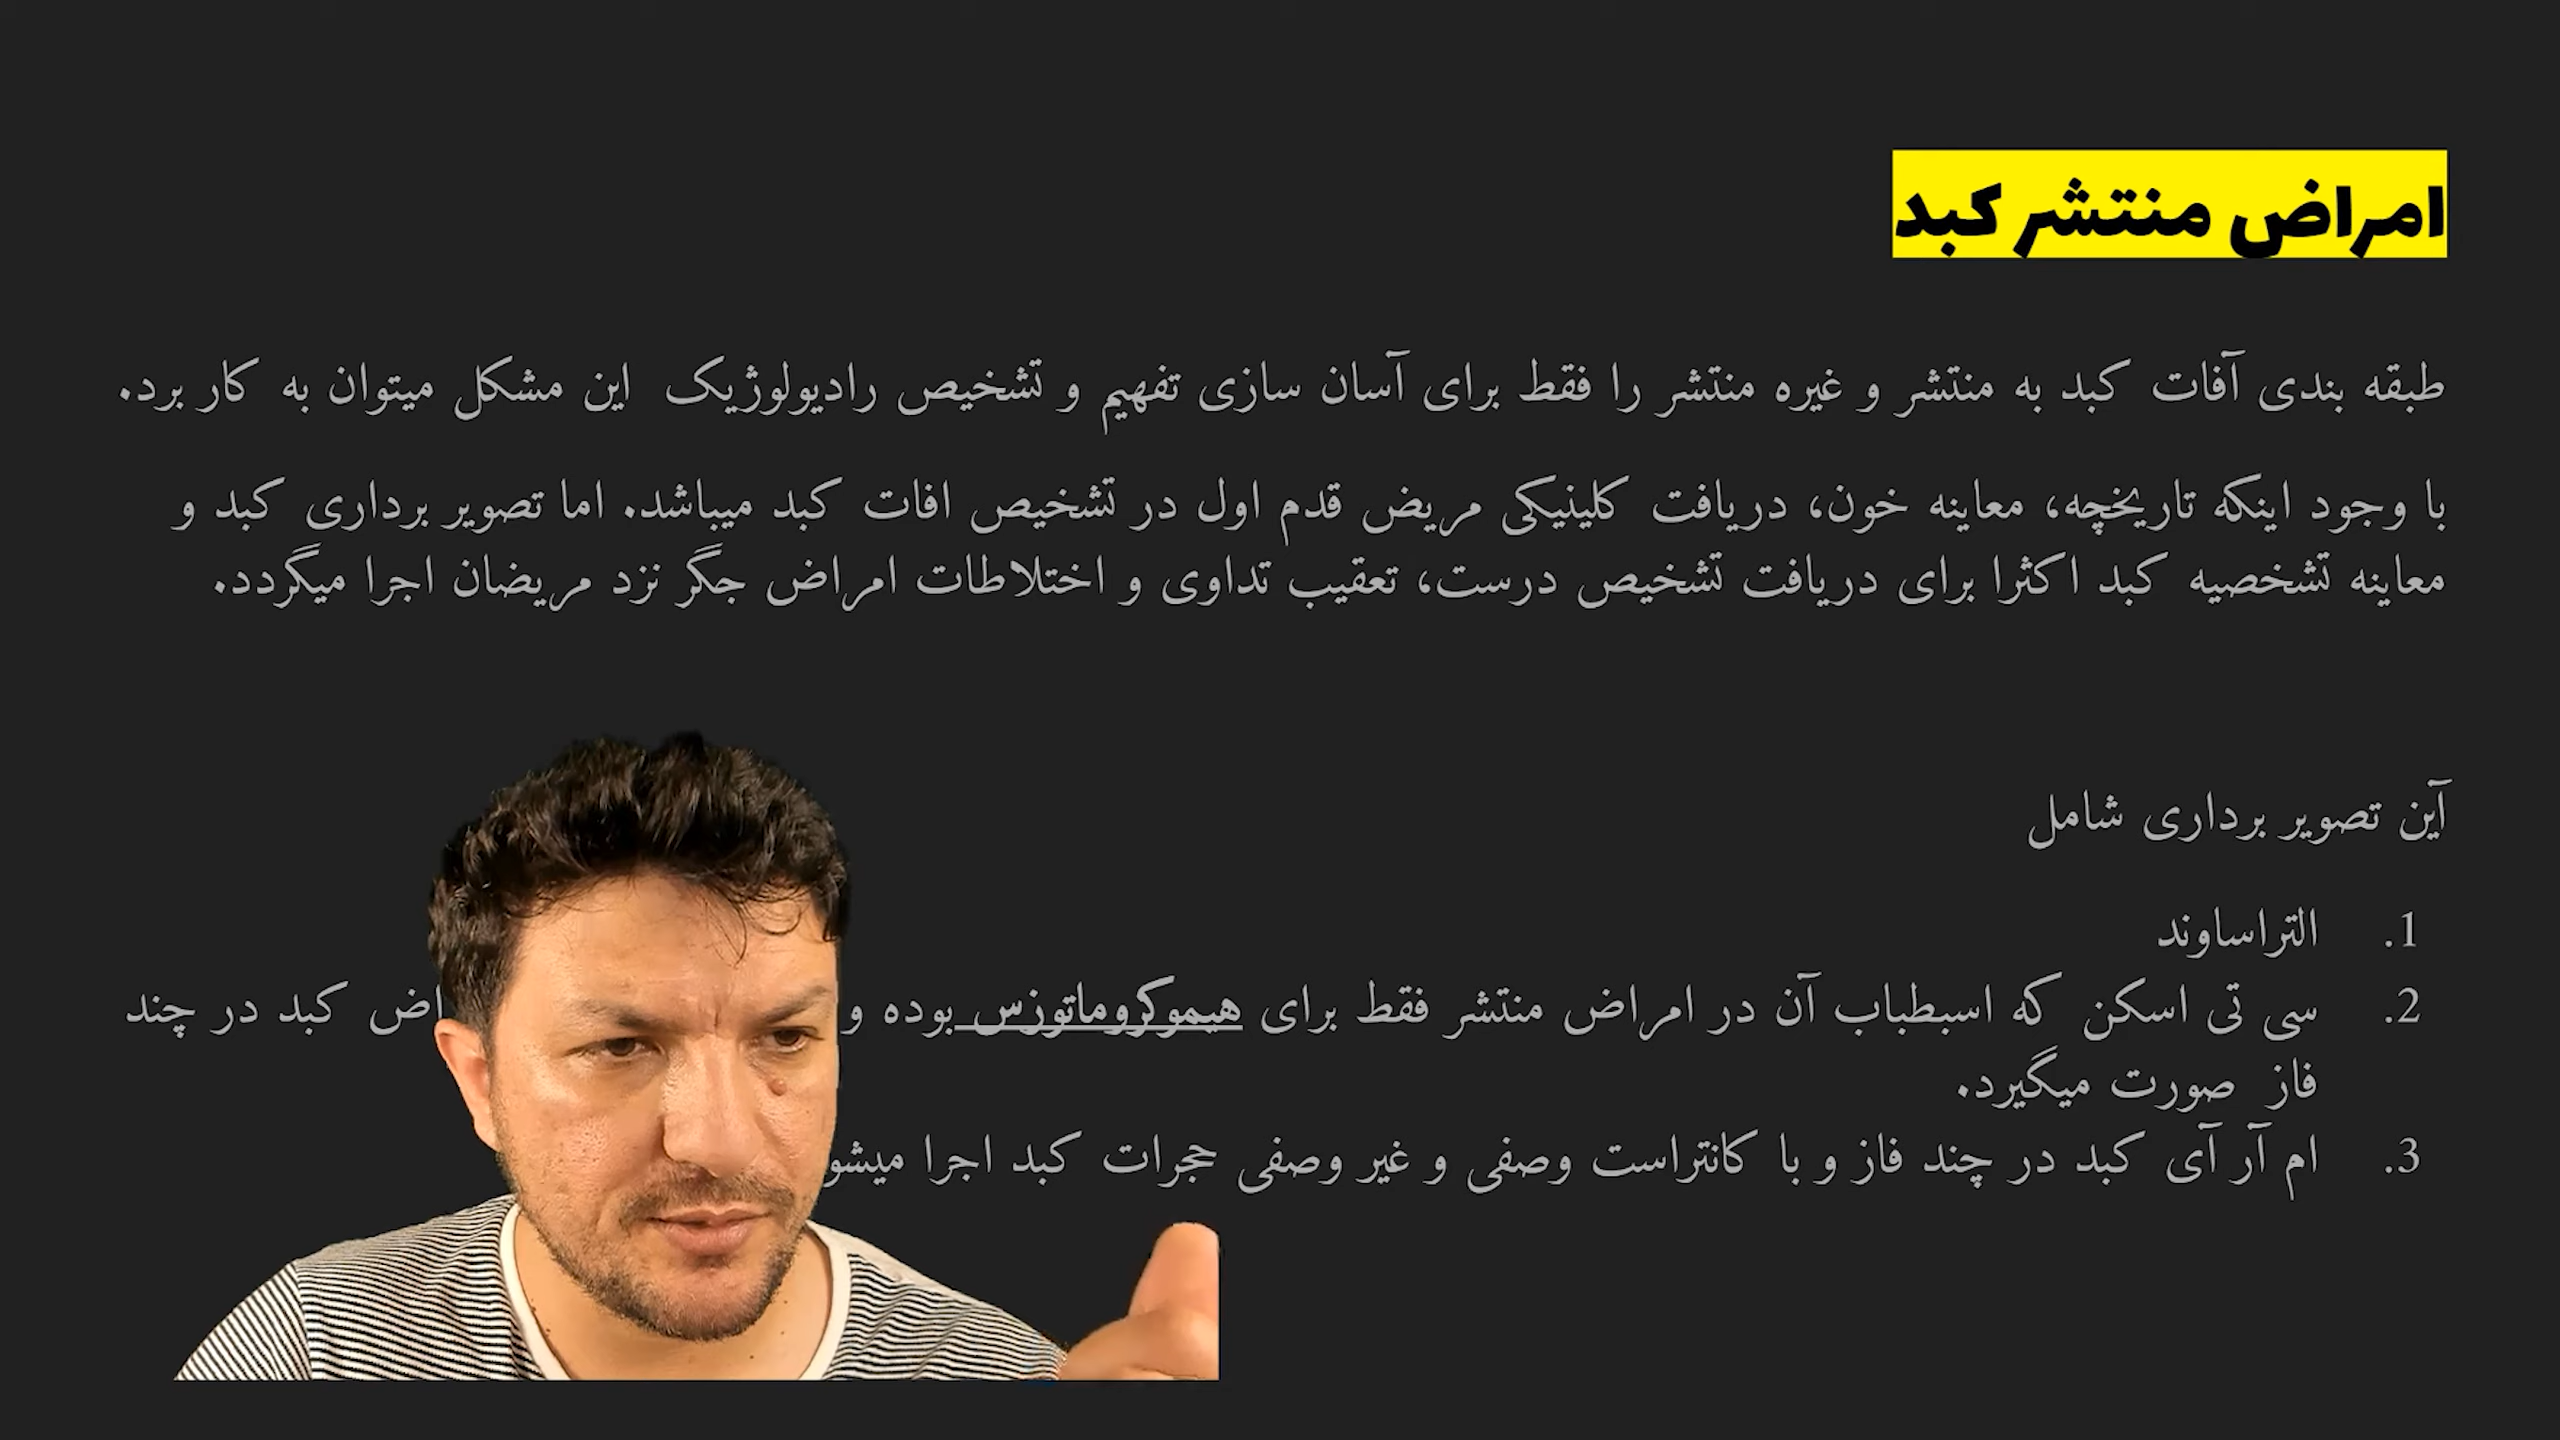 امراض منتشر کبد
طبقه بندی آفات کبد به منتشر و غیره منتشر را فقط برای آسان سازی تفهیم و تشخیص رادیولوژیک این مشکل میتوان به کار برد.
با وجود اینکه تاریخچه، معاینه خون، دریافت کلینیکی مریض قدم اول در تشخیص افات کبد میباشد. اما تصویر برداری کبد و
معاینه تشخصیه کبد اکثرا برای دریافت تشخیص درست، تعقیب تداوی و اختلاطات امراض جگر نزد مریضان اجرا میگردد.
آین تصویر برداری شامل
1. التراساوند
2. سی تی اسکن که اسبطباب آن در امراض منتشر فقط برای هیموکروماتوزس بوده و کبد در چند
فاز صورت میگیرد.
3. ام آر آی کبد در چند فاز و با کانتراست وصفی و غیر وصفی حجرات کبد اجرا